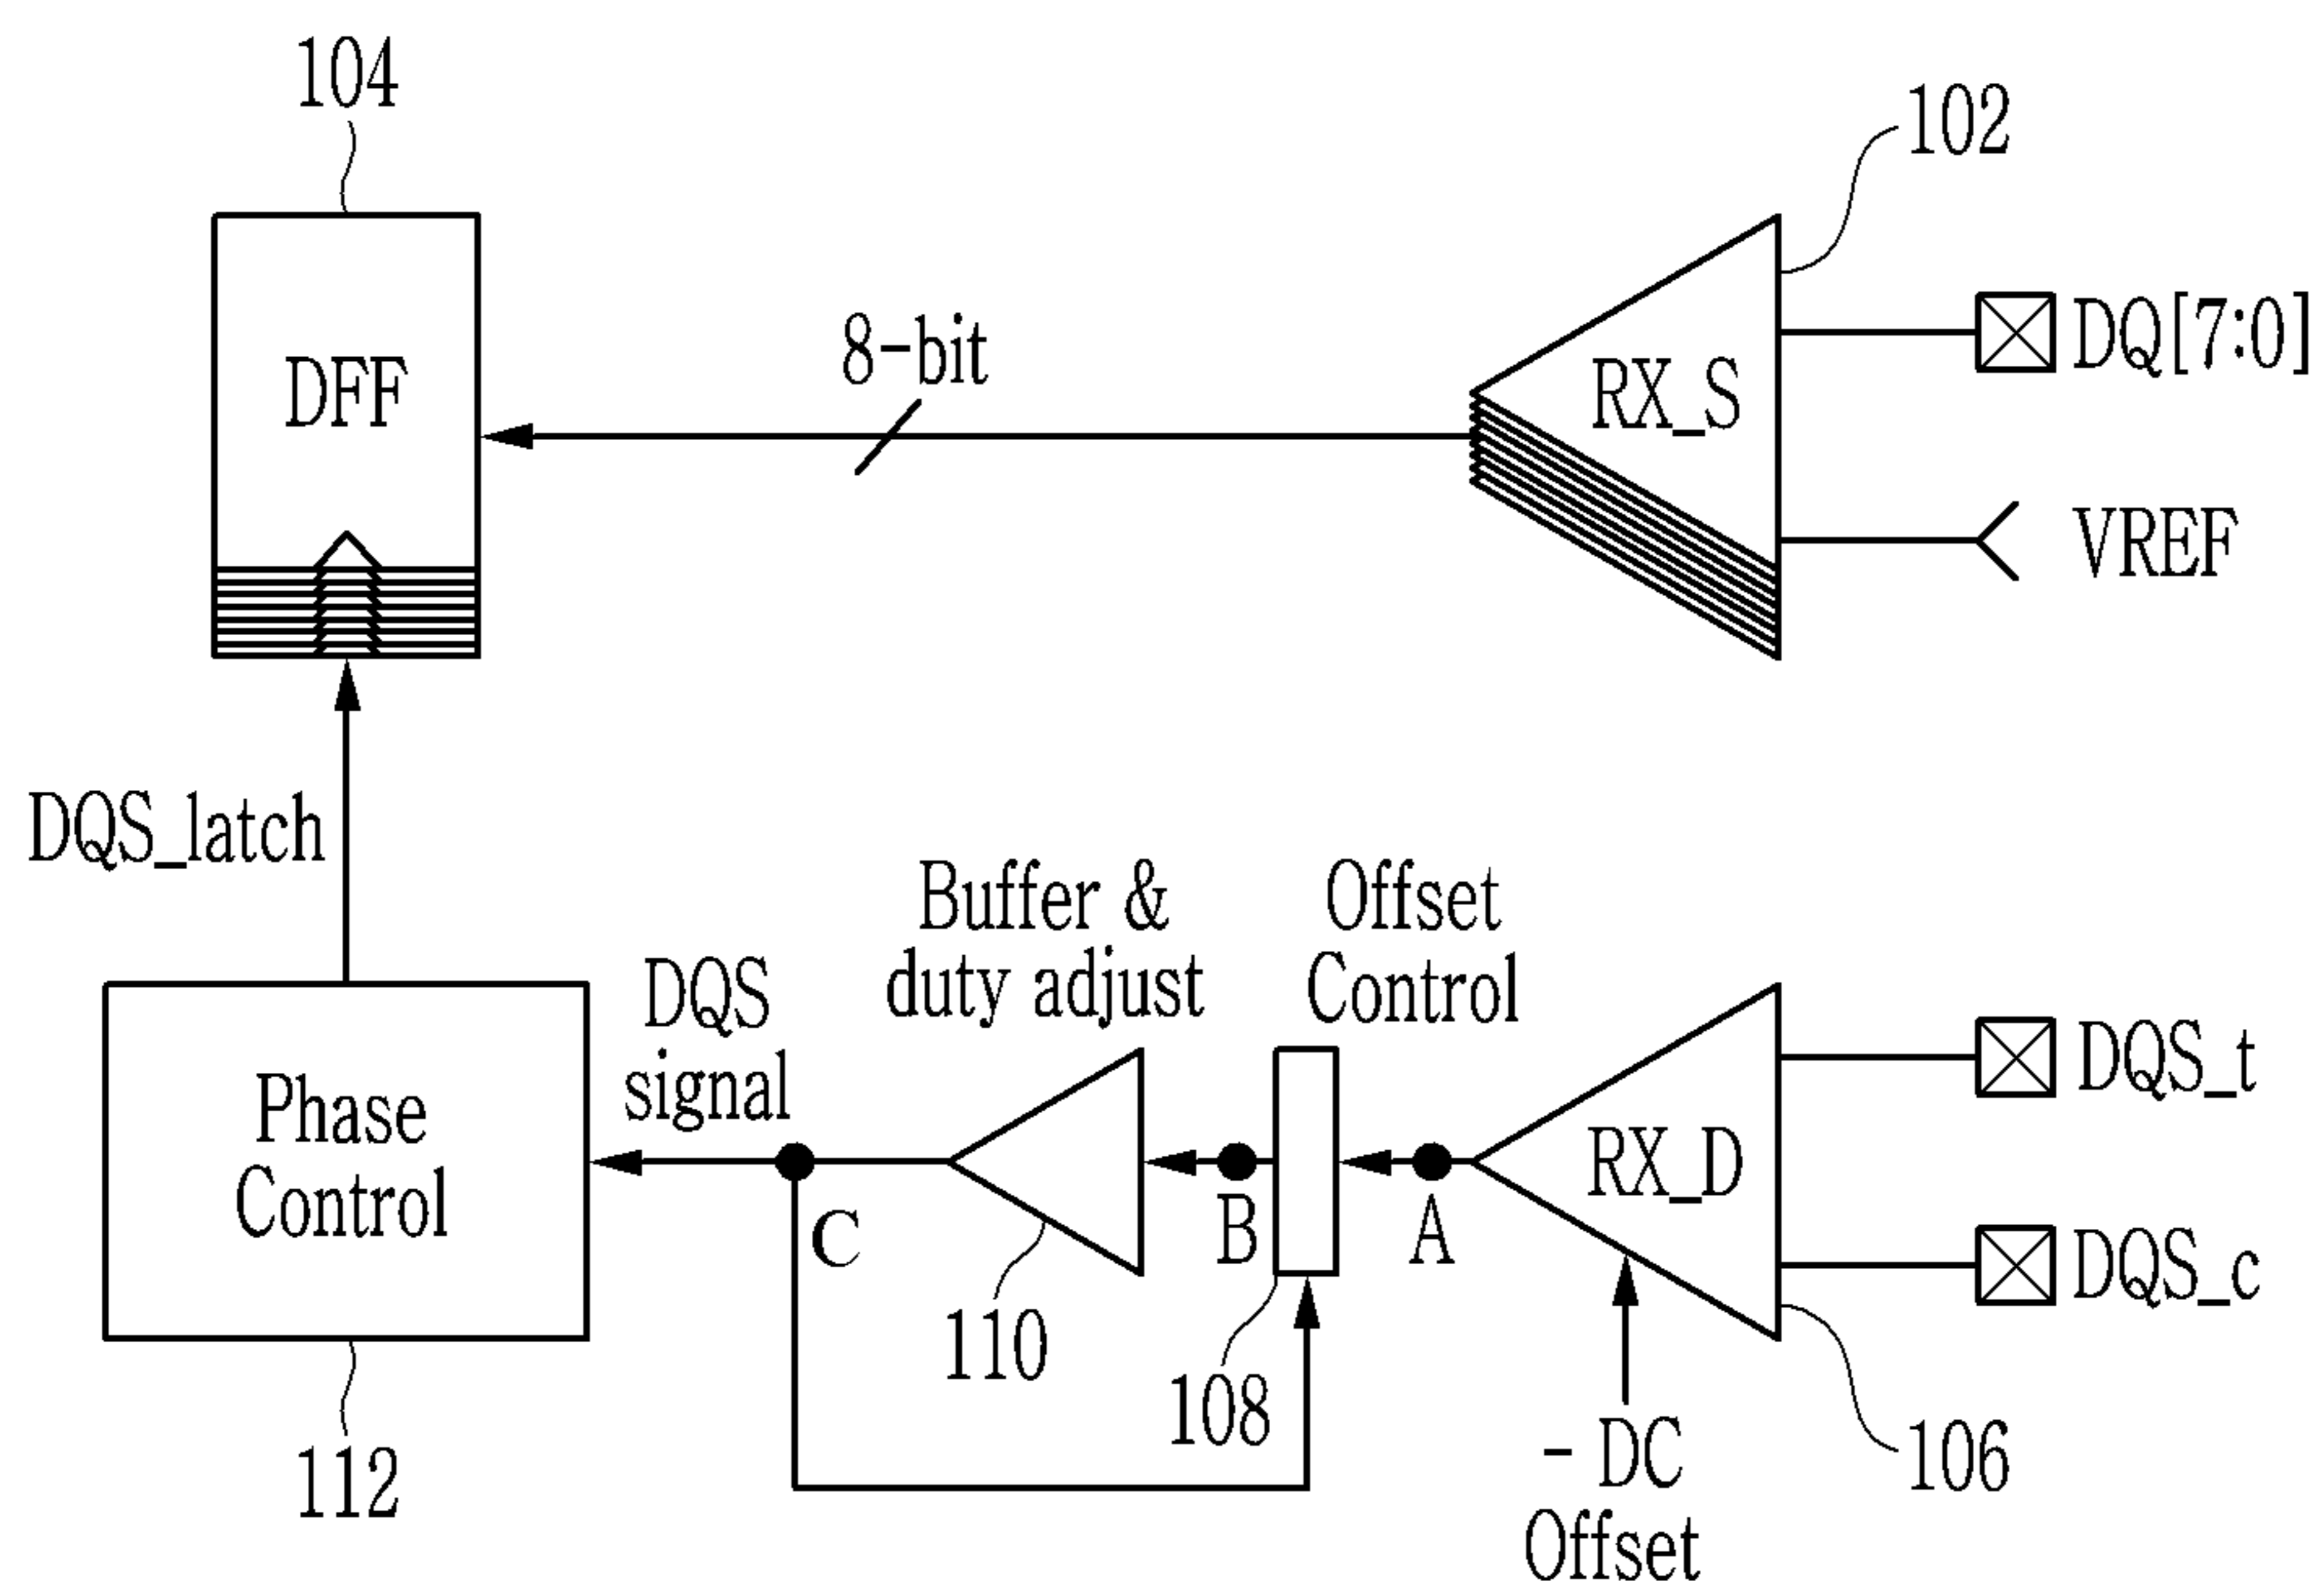 104
102
DFF
8-bit
RX_S
DQ[7:0]
VREF
DQS_latch
Buffer &
duty adjust
Offset
Control
DQS
signal
Phase
Control
C
B
A
RX_D
DQS_t
DQS_c
110
108
112
- DC
Offset
106